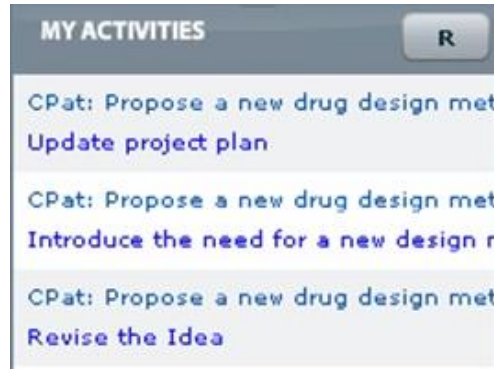 MY ACTIVITIES
R
CPat: Propose a new drug design met
Update project plan
CPat: Propose a new drug design met
Introduce the need for a new design
CPat: Propose a new drug design met
Revise the Idea